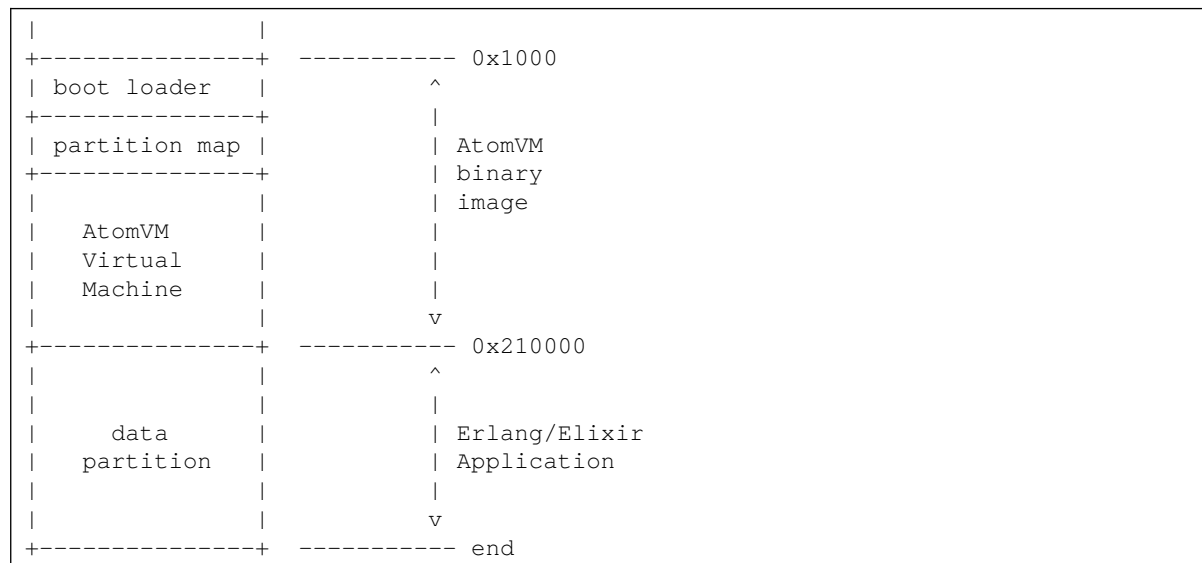 |               |
+---------------+  ----------- 0x1000
| boot loader   |           ^
+---------------+           |
| partition map |           | AtomVM
+---------------+           | binary
|               |           | image
|   AtomVM      |           |
|   Virtual     |           |
|   Machine     |           |
|               |           v
+---------------+  ----------- 0x210000
|               |           ^
|               |           |
|     data      |           | Erlang/Elixir
|   partition   |           | Application
|               |           |
|               |           v
+---------------+  ----------- end